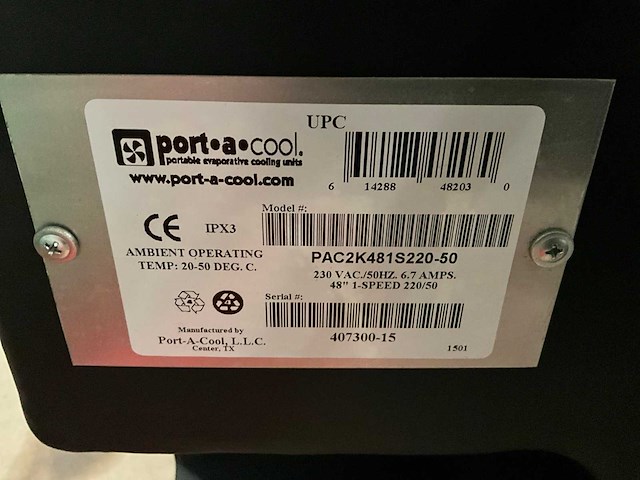 UPC
port•a•cool.
portable evaporative cooling units
www.port-a-cool.com
6 14288 48203 0
Model #:
CE IPX3
PAC2K481S220-50
AMBIENT OPERATING
TEMP: 20-50 DEG. C.
230 VAC./50HZ. 6.7 AMPS.
48" 1-SPEED 220/50
Serial #:
407300-15
1501
Manufactured by
Port-A-Cool, L.L.C.
Center, TX